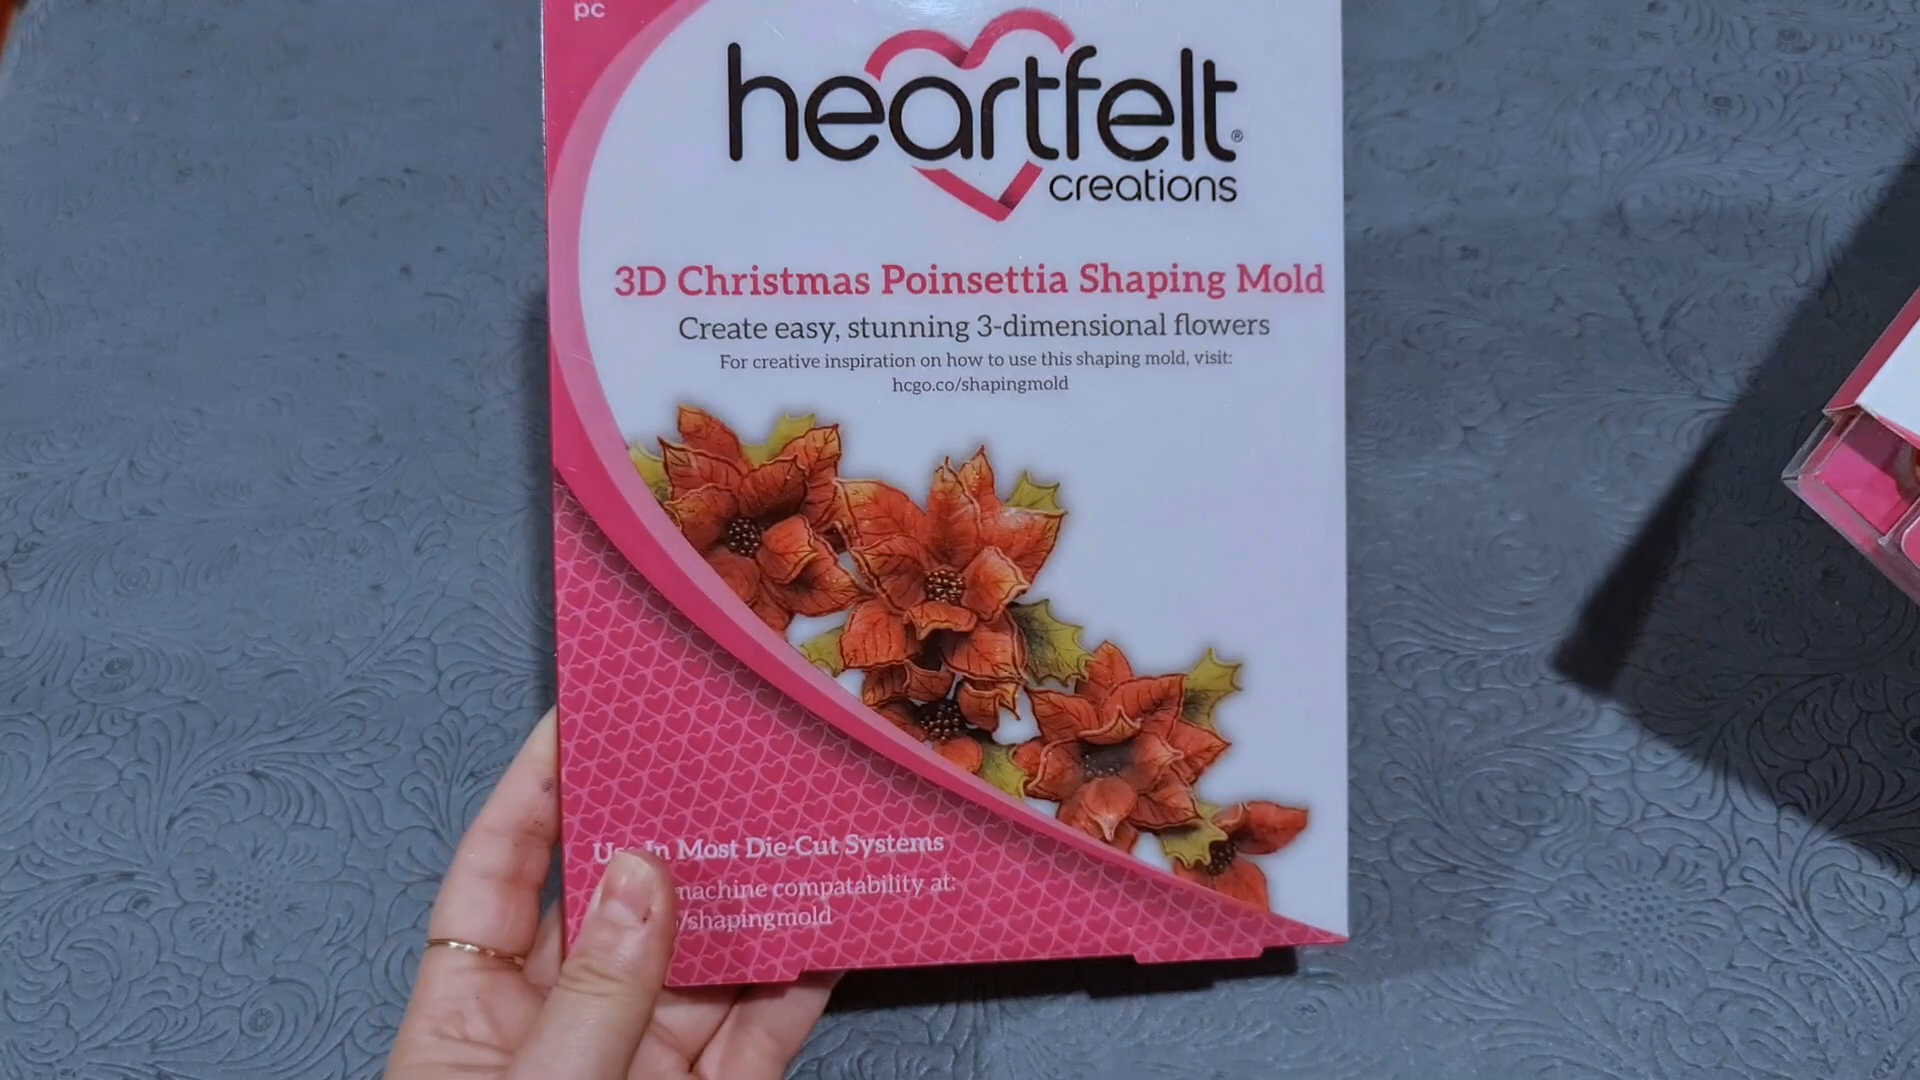 pc
heartfelt®
creations
3D Christmas Poinsettia Shaping Mold
Create easy, stunning 3-dimensional flowers
For creative inspiration on how to use this shaping mold, visit:
hcgo.co/shapingmold
In Most Die-Cut Systems
machine compatability at:
/shapingmold